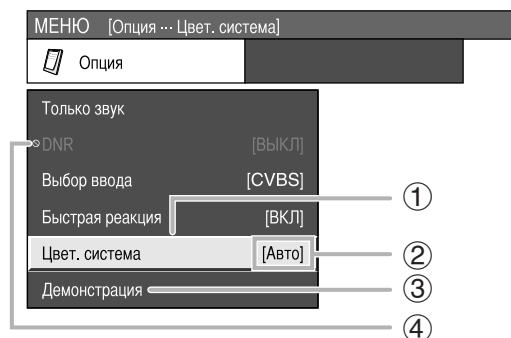 МЕНЮ [Опция ··· Цвет. система]
Опция
Только звук
DNR [ВЫКЛ]
Выбор ввода [CVBS]
Быстрая реакция [ВКЛ]
Цвет. система [Авто]
Демонстрация
①
②
③
④